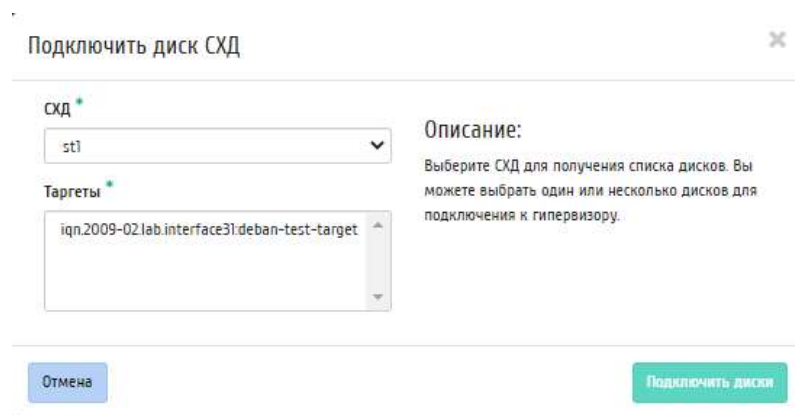 Подключить диск СХД
СХД *
st1
Таргеты *
iqn.2009-02.lab.interface31:deban-test-target
Описание:
Выберите СХД для получения списка дисков. Вы
можете выбрать один или несколько дисков для
подключения к гипервизору.
Отмена
Подключить диски